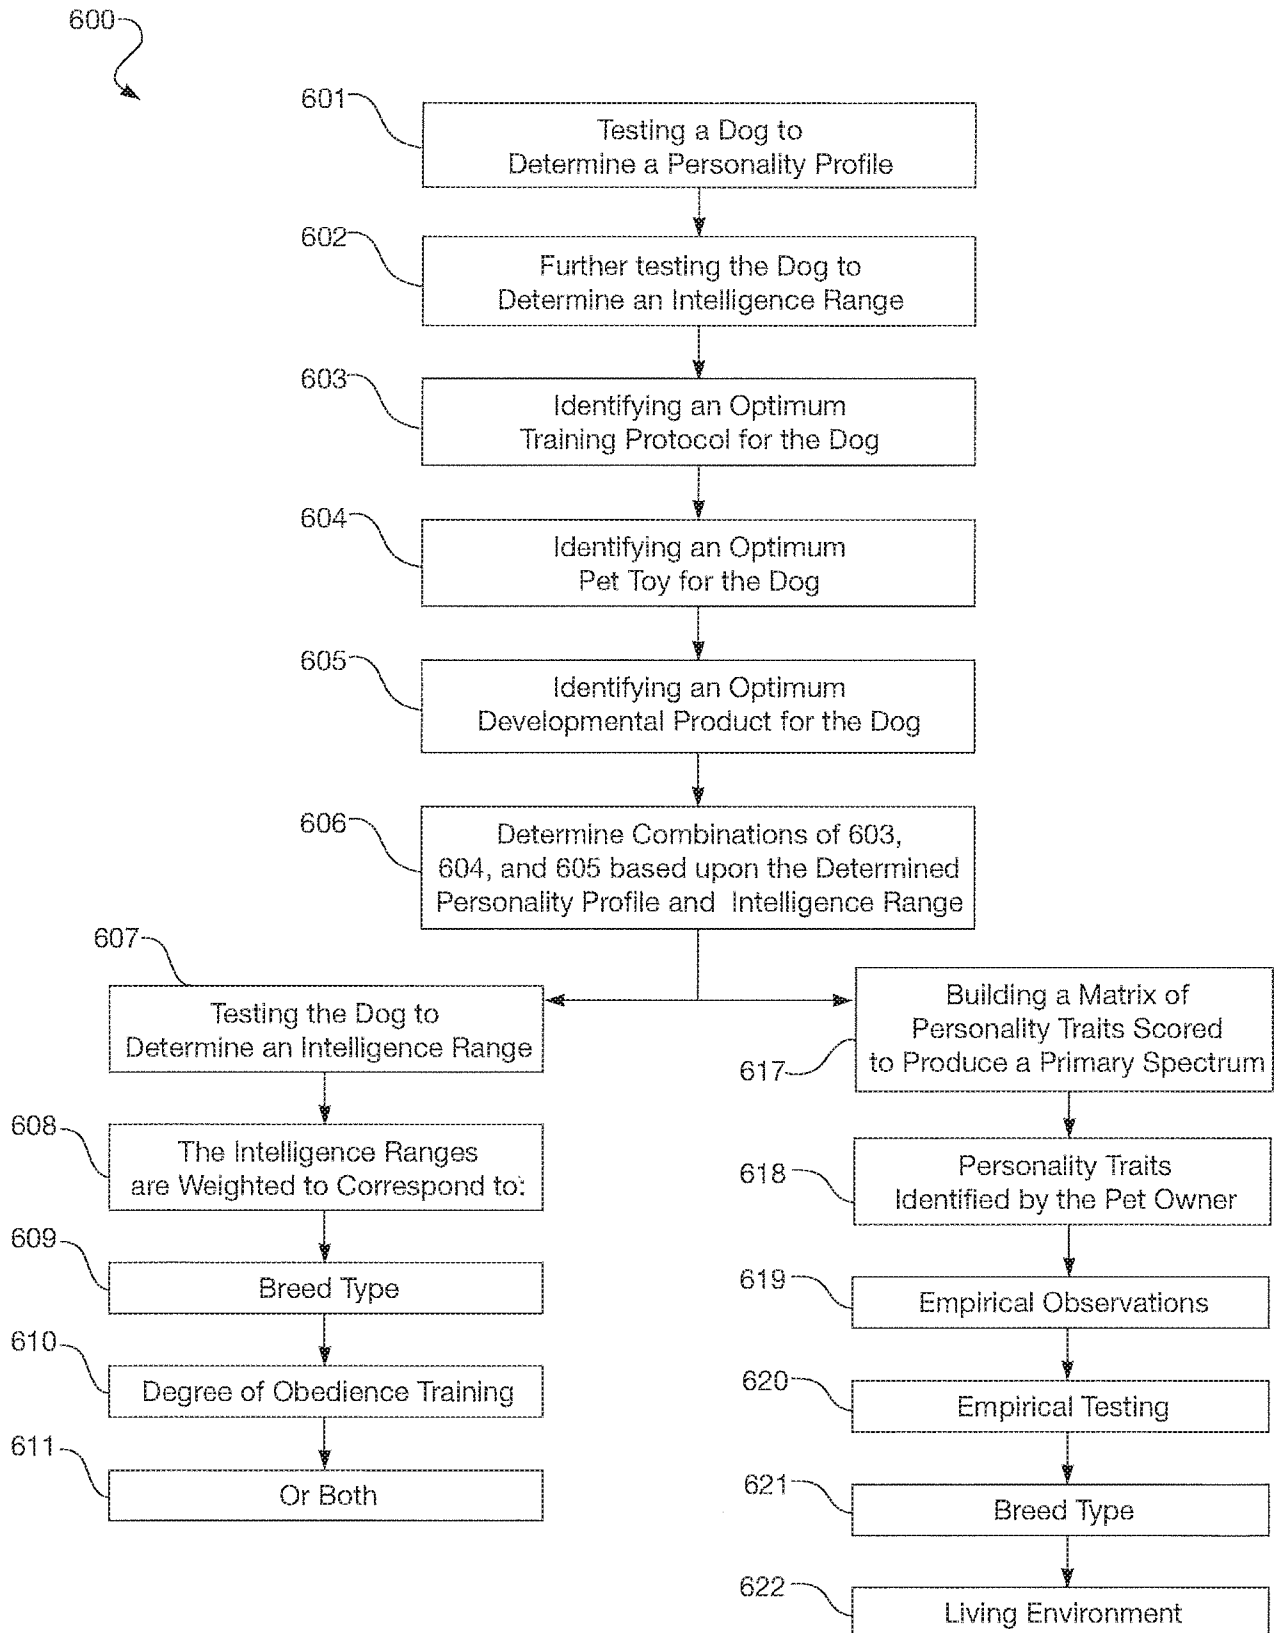 600
601
Testing a Dog to
Determine a Personality Profile
602
Further testing the Dog to
Determine an Intelligence Range
603
Identifying an Optimum
Training Protocol for the Dog
604
Identifying an Optimum
Pet Toy for the Dog
605
Identifying an Optimum
Developmental Product for the Dog
606
Determine Combinations of 603,
604, and 605 based upon the Determined
Personality Profile and Intelligence Range
607
Testing the Dog to
Determine an Intelligence Range
608
The Intelligence Ranges
are Weighted to Correspond to:
609
Breed Type
610
Degree of Obedience Training
611
Or Both
Building a Matrix of
Personality Traits Scored
to Produce a Primary Spectrum
617
618
Personality Traits
Identified by the Pet Owner
619
Empirical Observations
620
Empirical Testing
621
Breed Type
622
Living Environment